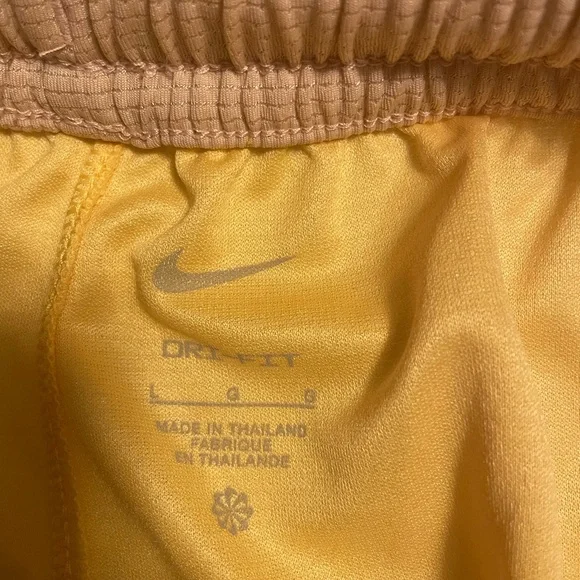 DRI-FIT
L G G
MADE IN THAILAND
FABRIQUE
EN THAILANDE